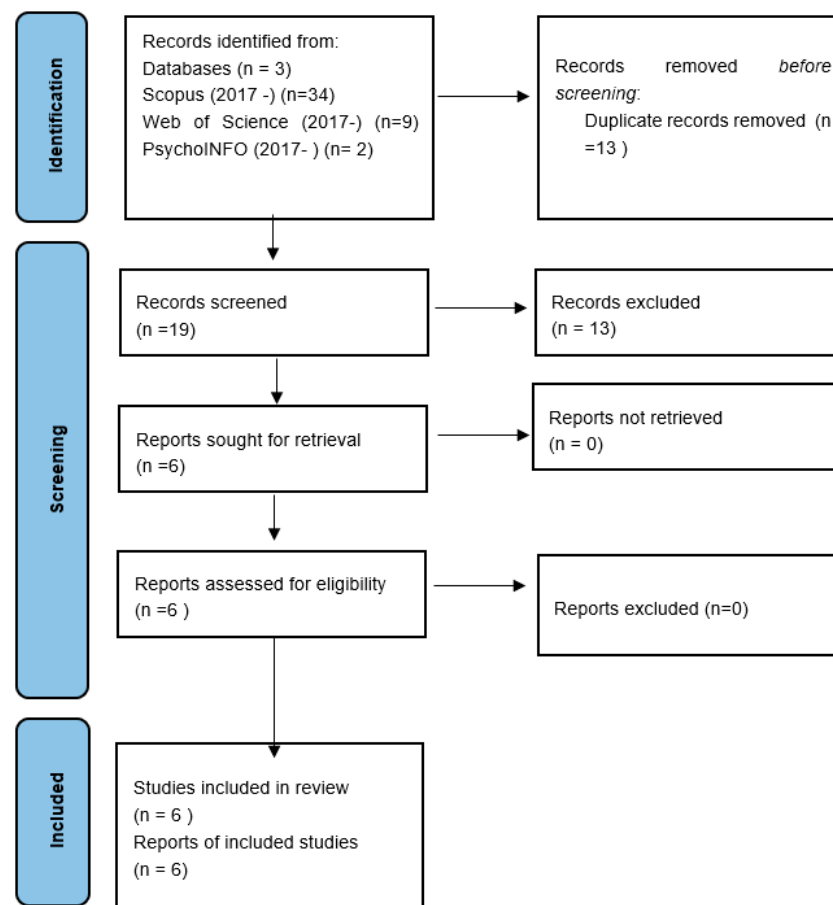 Identification
Records identified from:
Databases (n = 3)
Scopus (2017 -) (n=34)
Web of Science (2017-) (n=9)
PsychoINFO (2017- ) (n= 2)
Records removed before
screening:
Duplicate records removed (n
=13 )
Screening
Records screened
(n =19)
Records excluded
(n = 13)
Reports sought for retrieval
(n =6)
Reports not retrieved
(n = 0)
Reports assessed for eligibility
(n =6 )
Reports excluded (n=0)
Included
Studies included in review
(n = 6 )
Reports of included studies
(n = 6)